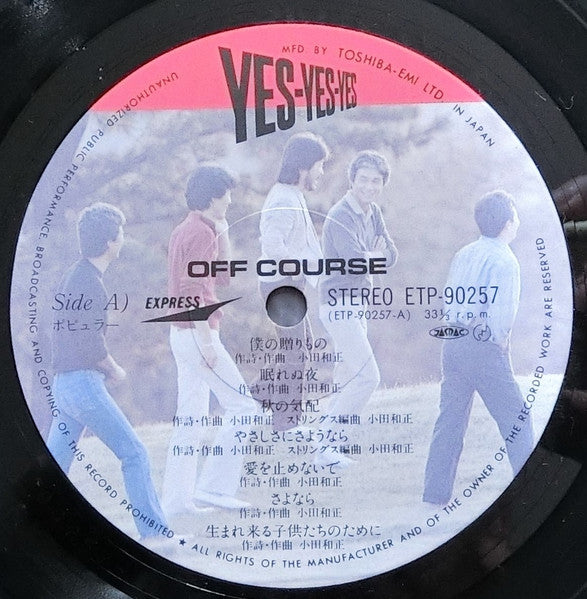 MFD. BY TOSHIBA-EMI LTD. IN JAPAN
YES-YES-YES
UNAUTHORIZED PUBLIC PERFORMANCE BROADCASTING AND COPYING OF THIS RECORD PROHIBITED ★ ALL RIGHTS OF THE MANUFACTURER AND OF THE OWNER OF THE RECORDED WORK ARE RESERVED
OFF COURSE
Side A)
ポピュラー
EXPRESS
STEREO ETP-90257
(ETP-90257-A) 33⅓ r.p.m.
JASRAC
僕の贈りもの
作詩・作曲 小田和正
眠れぬ夜
作詩・作曲 小田和正
秋の気配
作詩・作曲 小田和正 ストリングス編曲 小田和正
やさしさにさようなら
作詩・作曲 小田和正 ストリングス編曲 小田和正
愛を止めないで
作詩・作曲 小田和正
さよなら
作詩・作曲 小田和正
生まれ来る子供たちのために
作詩・作曲 小田和正